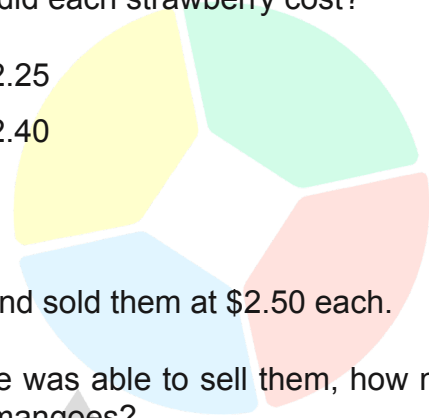 did each strawberry cost?
2.25
2.40
nd sold them at $2.50 each.
e was able to sell them, how
mangoes?